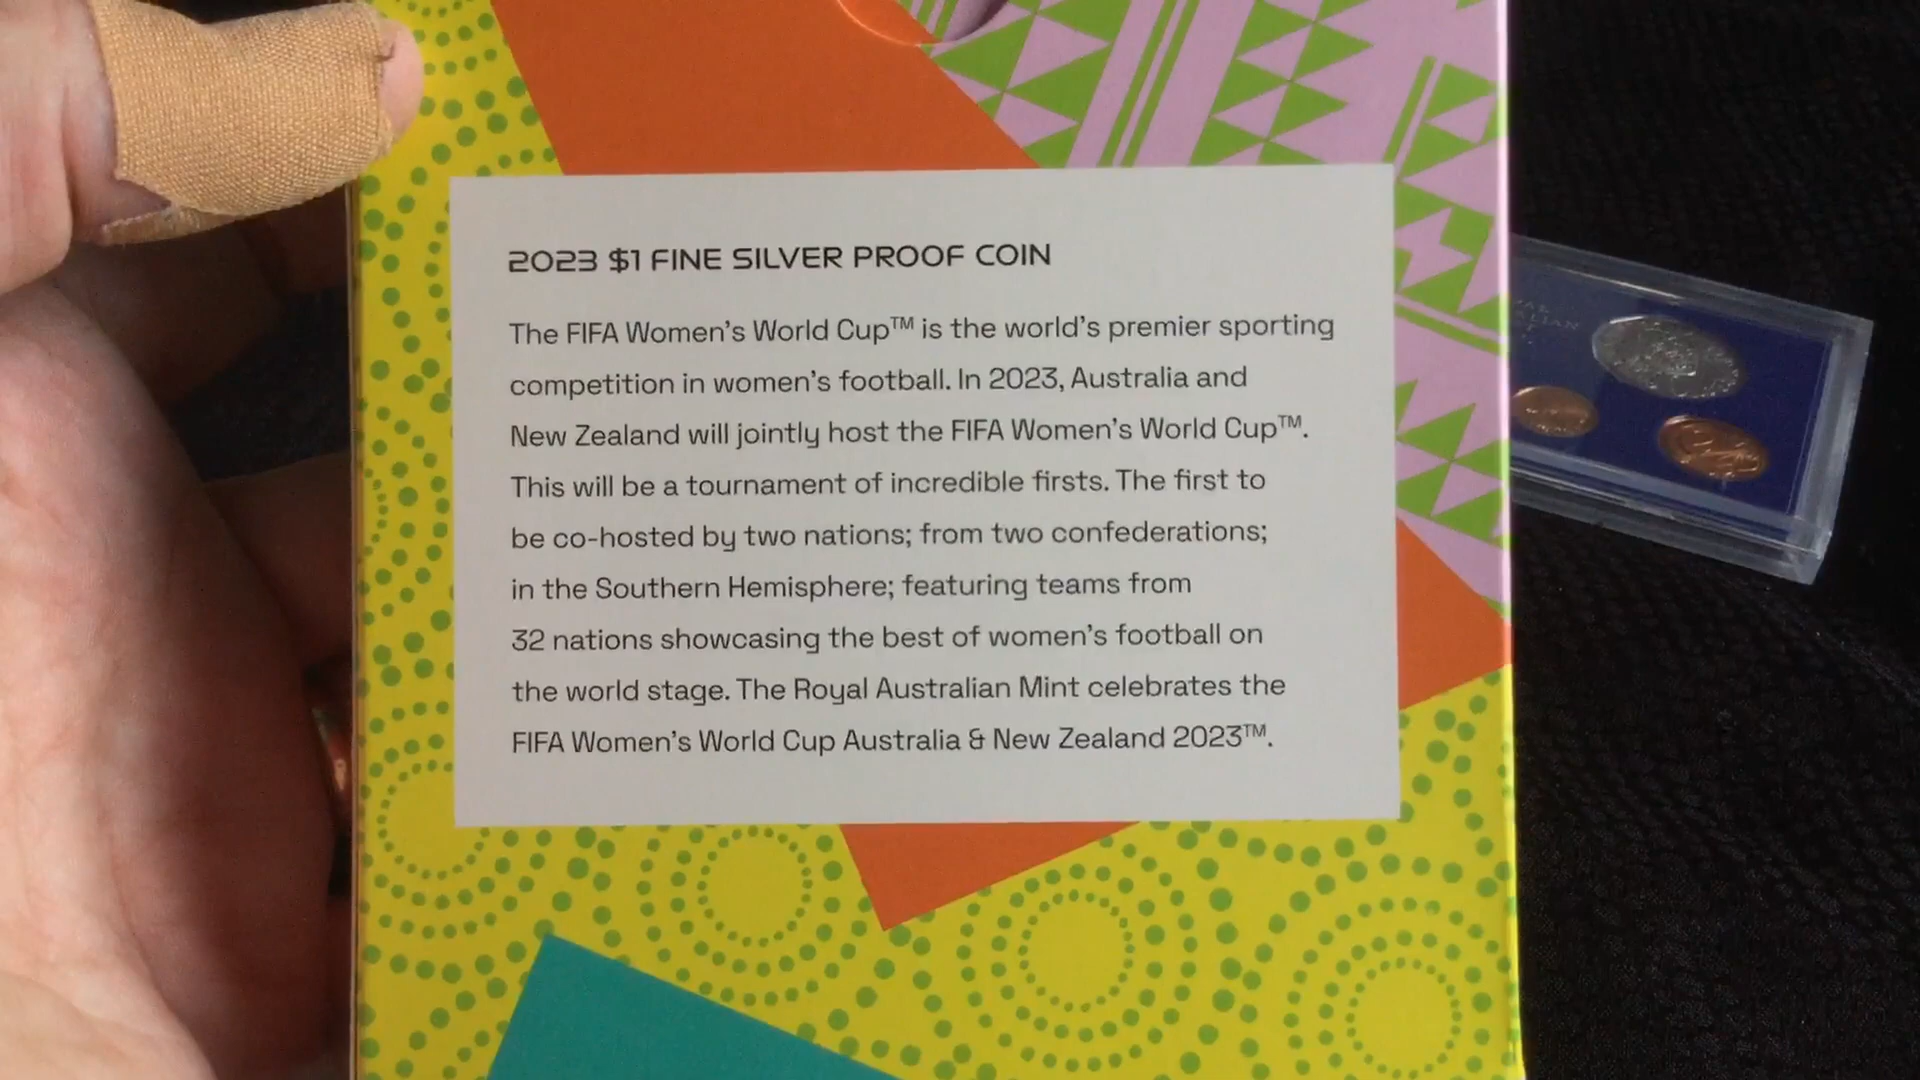 2023 $1 FINE SILVER PROOF COIN
The FIFA Women's World Cup™ is the world's premier sporting
competition in women's football. In 2023, Australia and
New Zealand will jointly host the FIFA Women's World Cup™.
This will be a tournament of incredible firsts. The first to
be co-hosted by two nations; from two confederations;
in the Southern Hemisphere; featuring teams from
32 nations showcasing the best of women's football on
the world stage. The Royal Australian Mint celebrates the
FIFA Women's World Cup Australia & New Zealand 2023™.